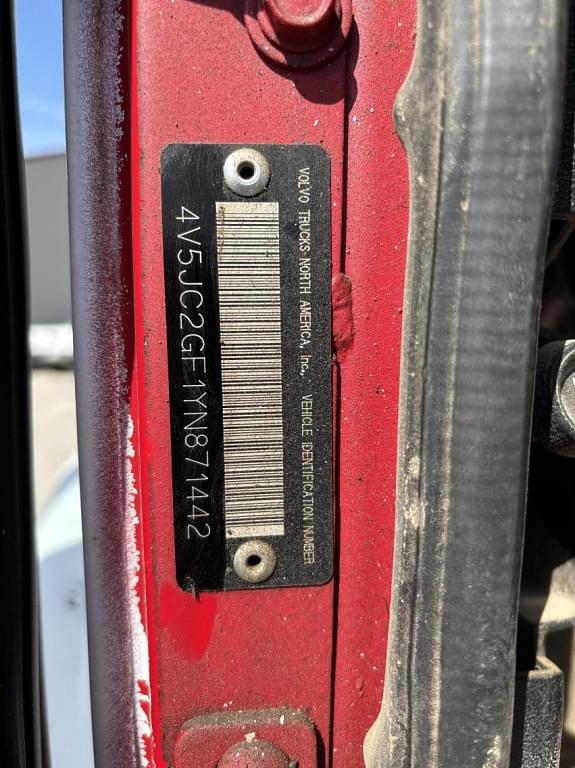 VOLVO TRUCKS NORTH AMERICA, Inc., VEHICLE IDENTIFICATION NUMBER
4V5JC2GF1YN871442